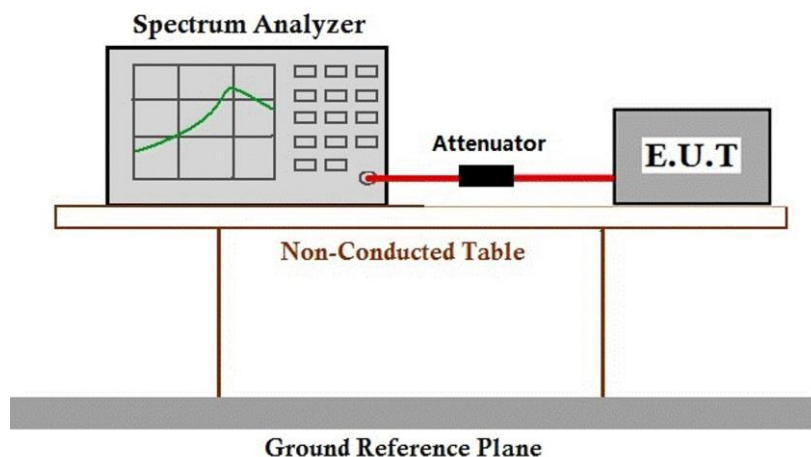 Spectrum Analyzer
Attenuator
E.U.T
Non-Conducted Table
Ground Reference Plane